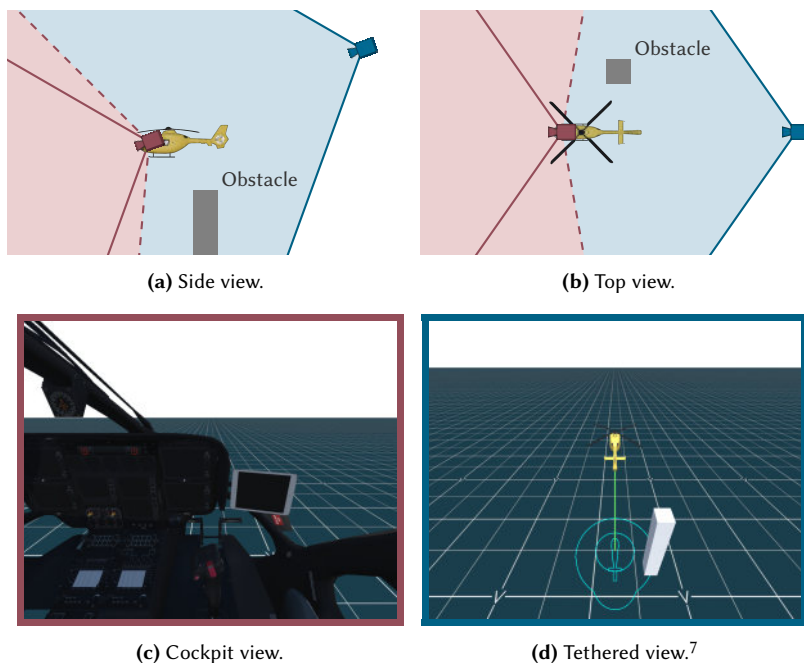 Obstacle
Obstacle
(a) Side view.
(b) Top view.
(c) Cockpit view.
(d) Tethered view.⁷